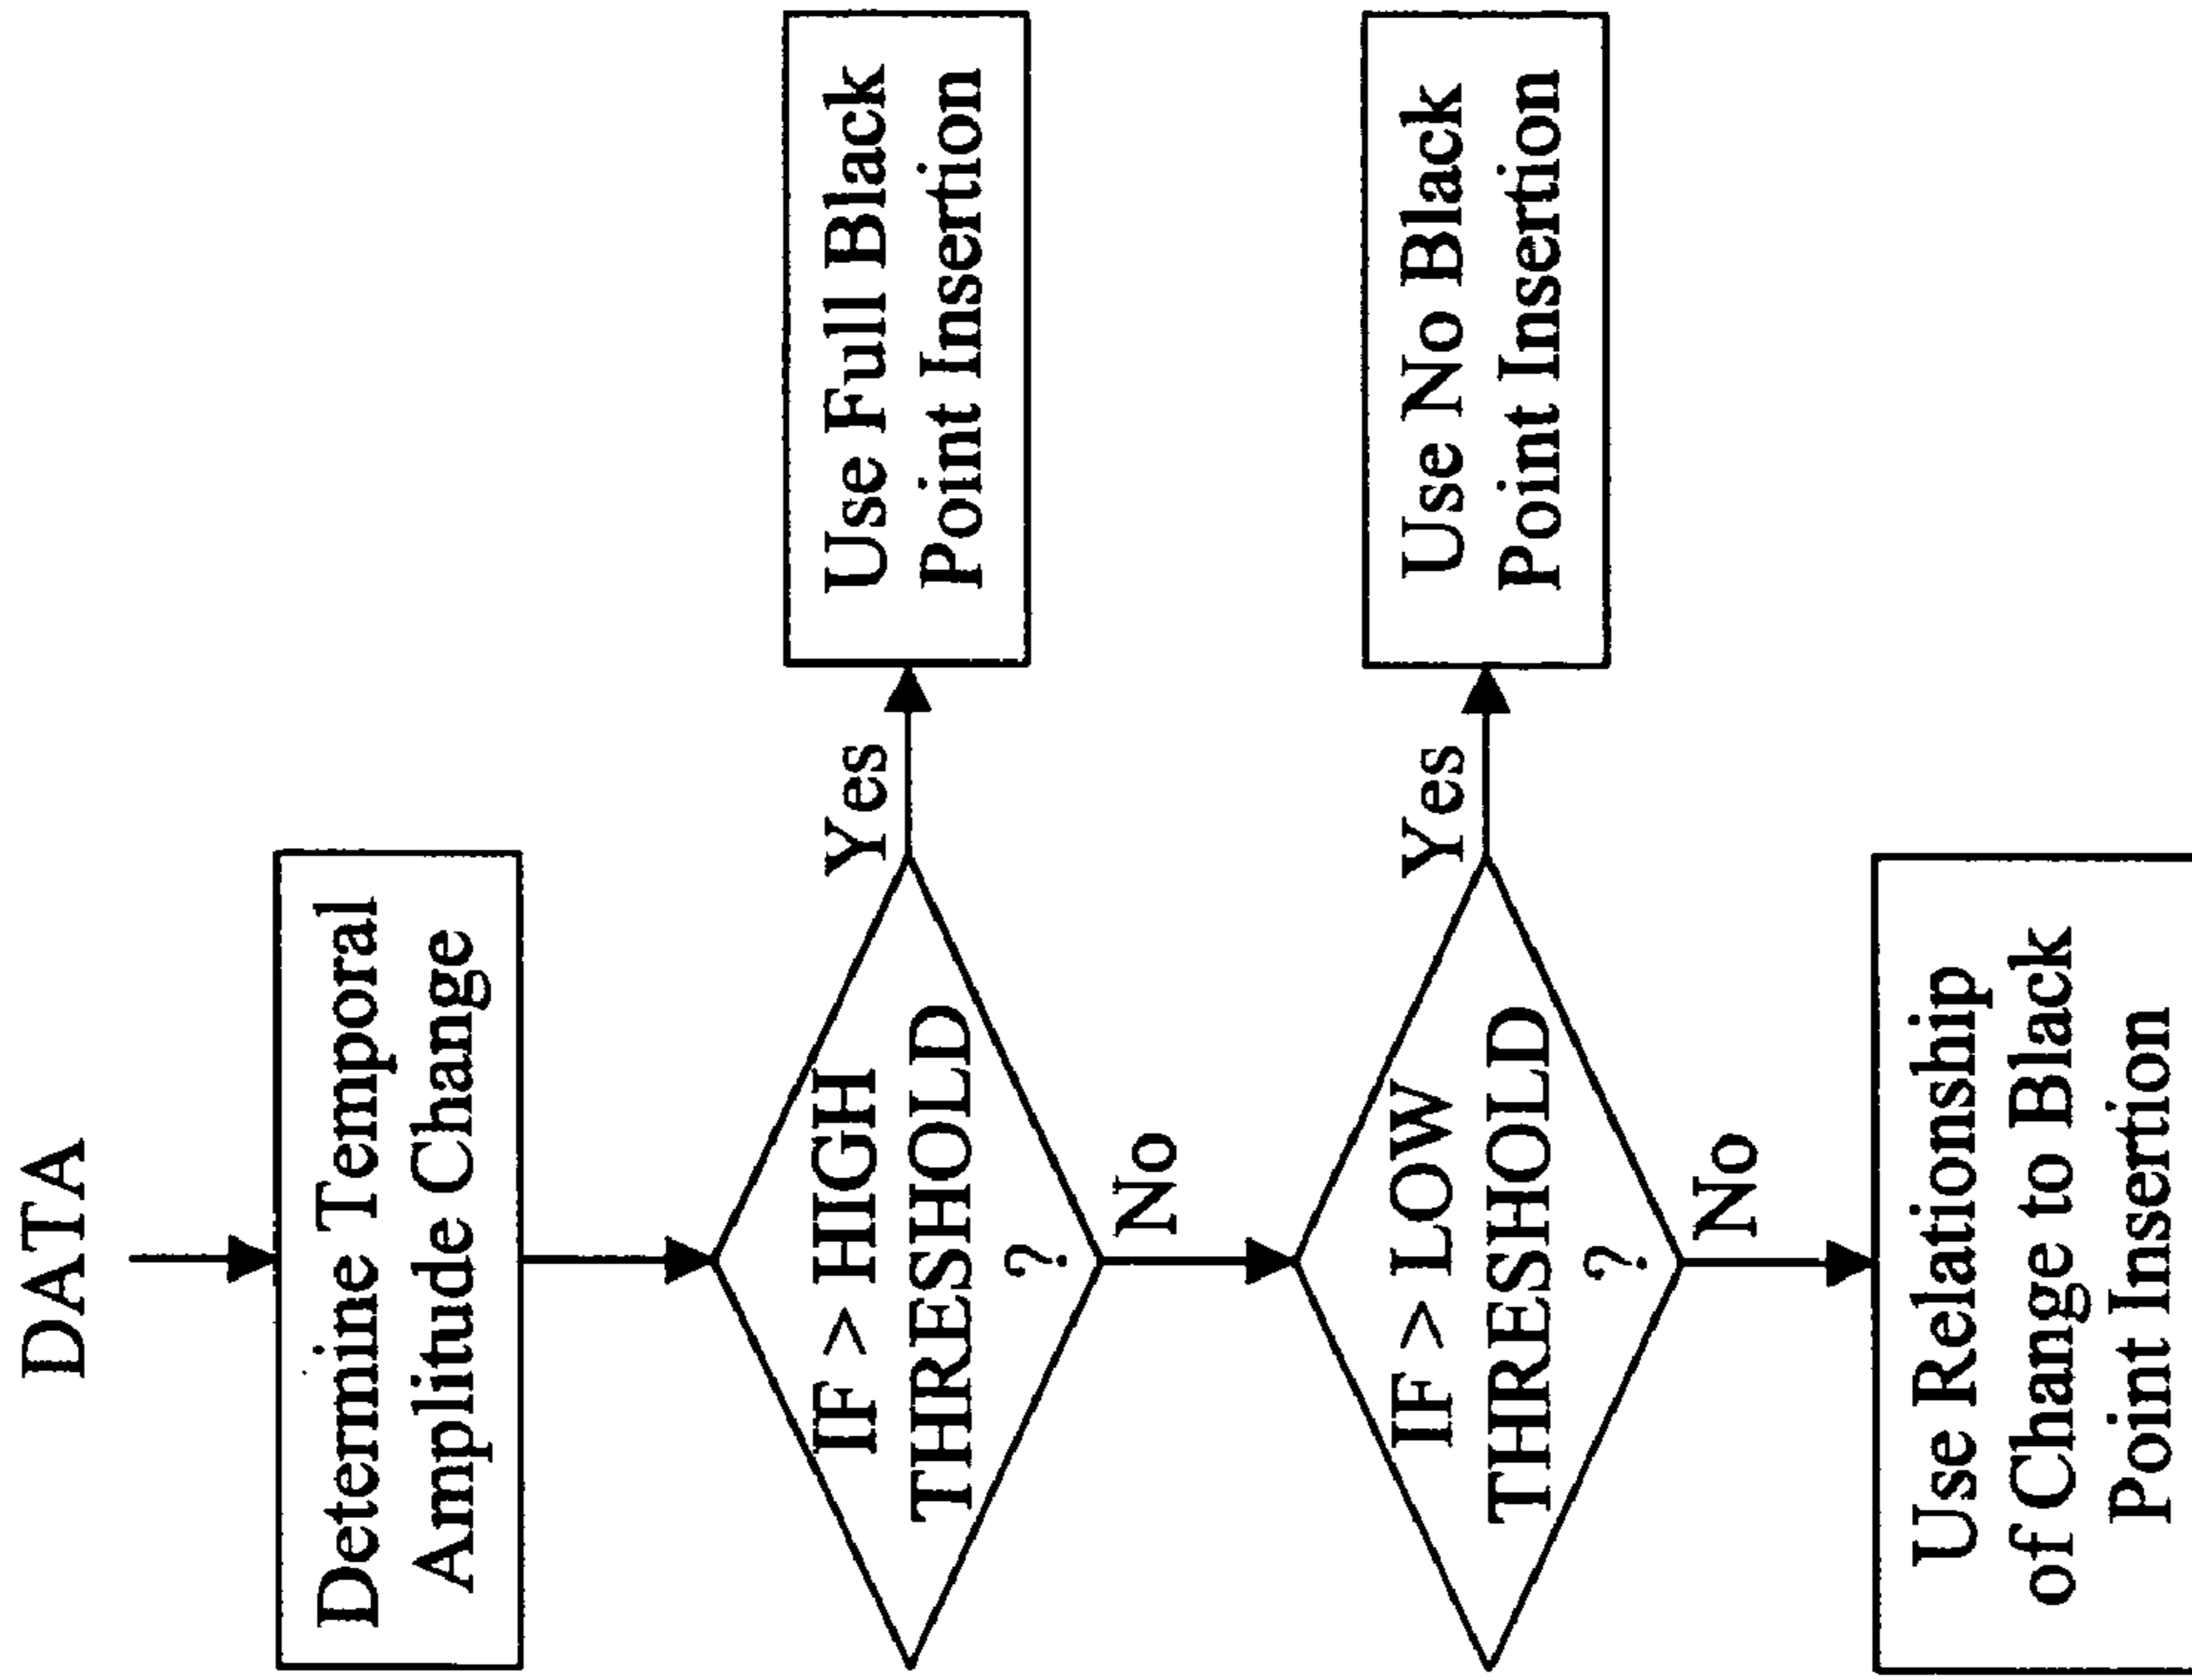 DATA
Determine Temporal
Amplitude Change
IF > HIGH
THRESHOLD
?
Yes
Use Full Black
Point Insertion
No
IF > LOW
THRESHOLD
?
Yes
Use No Black
Point Insertion
No
Use Relationship
of Change to Black
Point Insertion